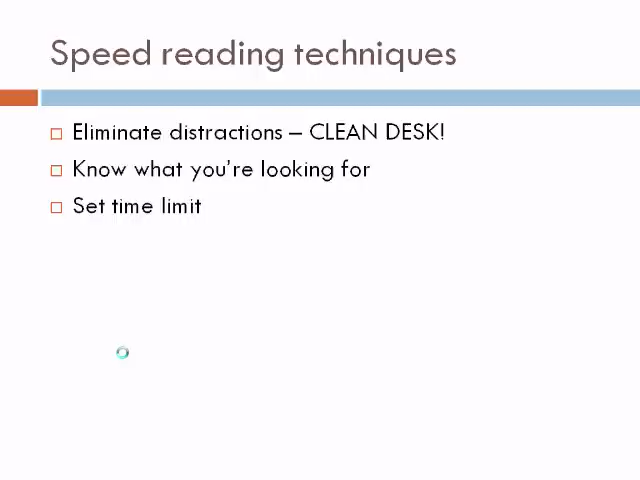 Speed reading techniques
Eliminate distractions – CLEAN DESK!
Know what you’re looking for
Set time limit